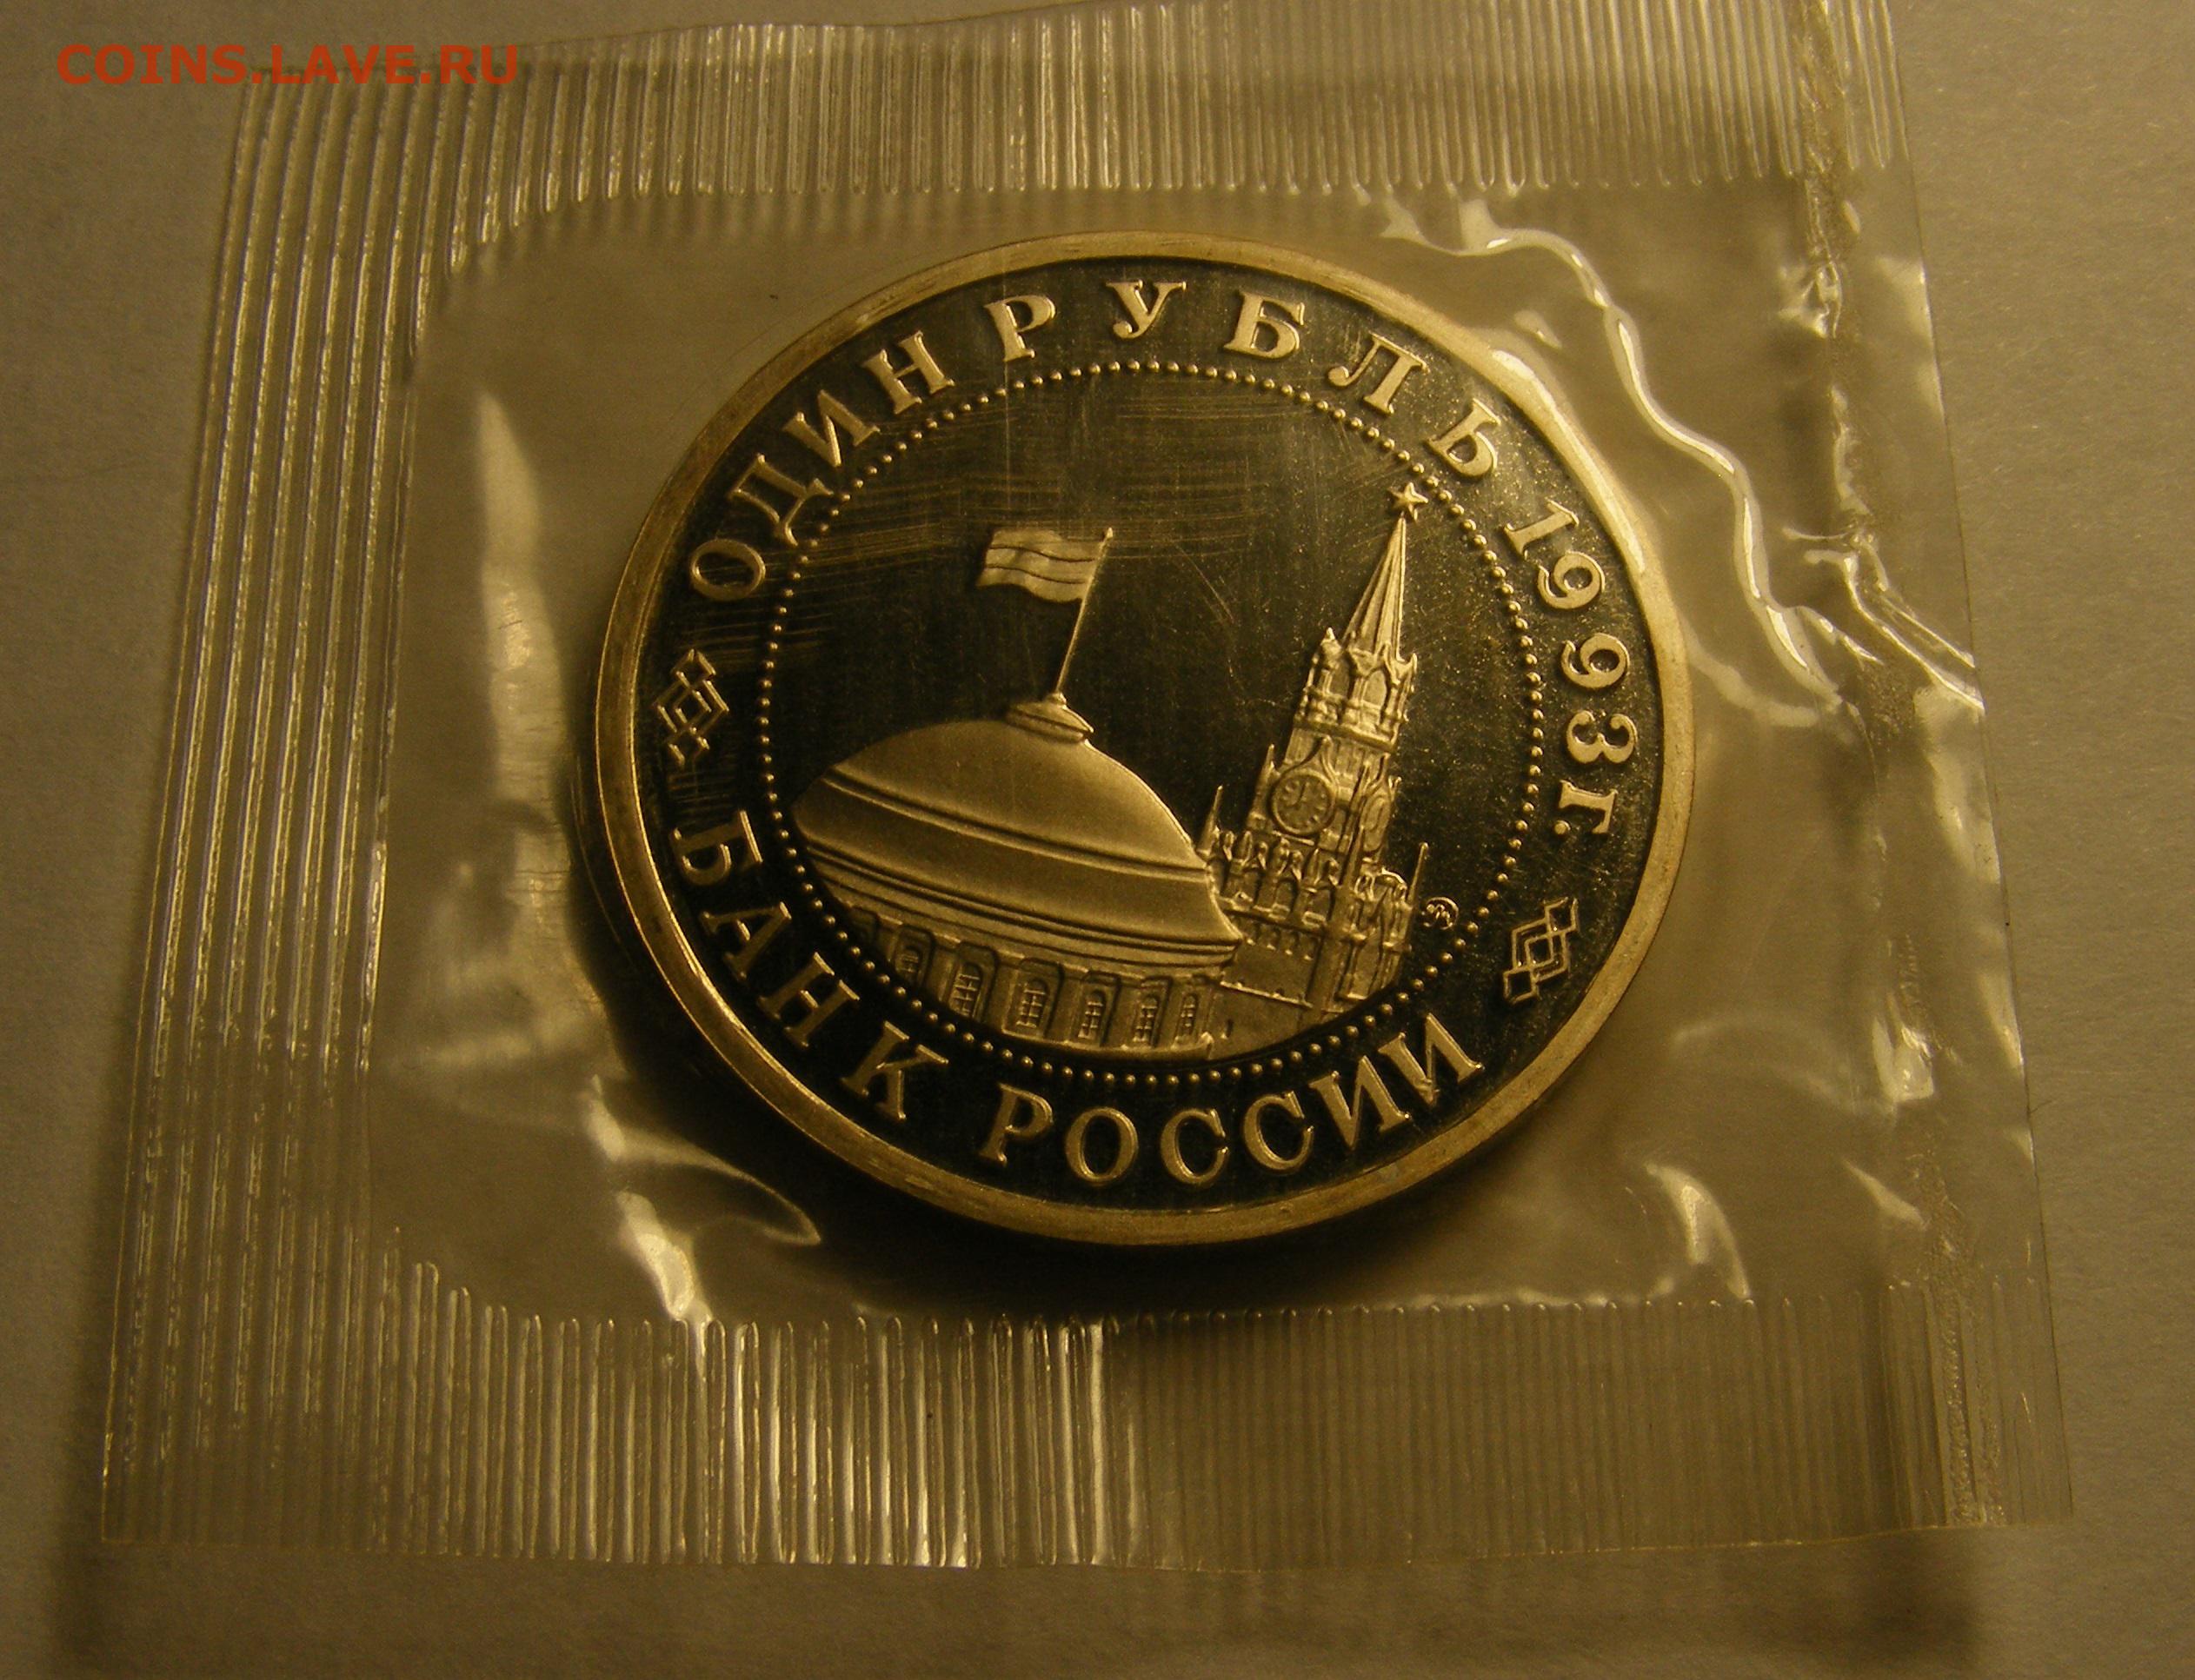 COINS.LAVE.RU
ОДИН РУБЛЬ 1993 г.
БАНК РОССИИ